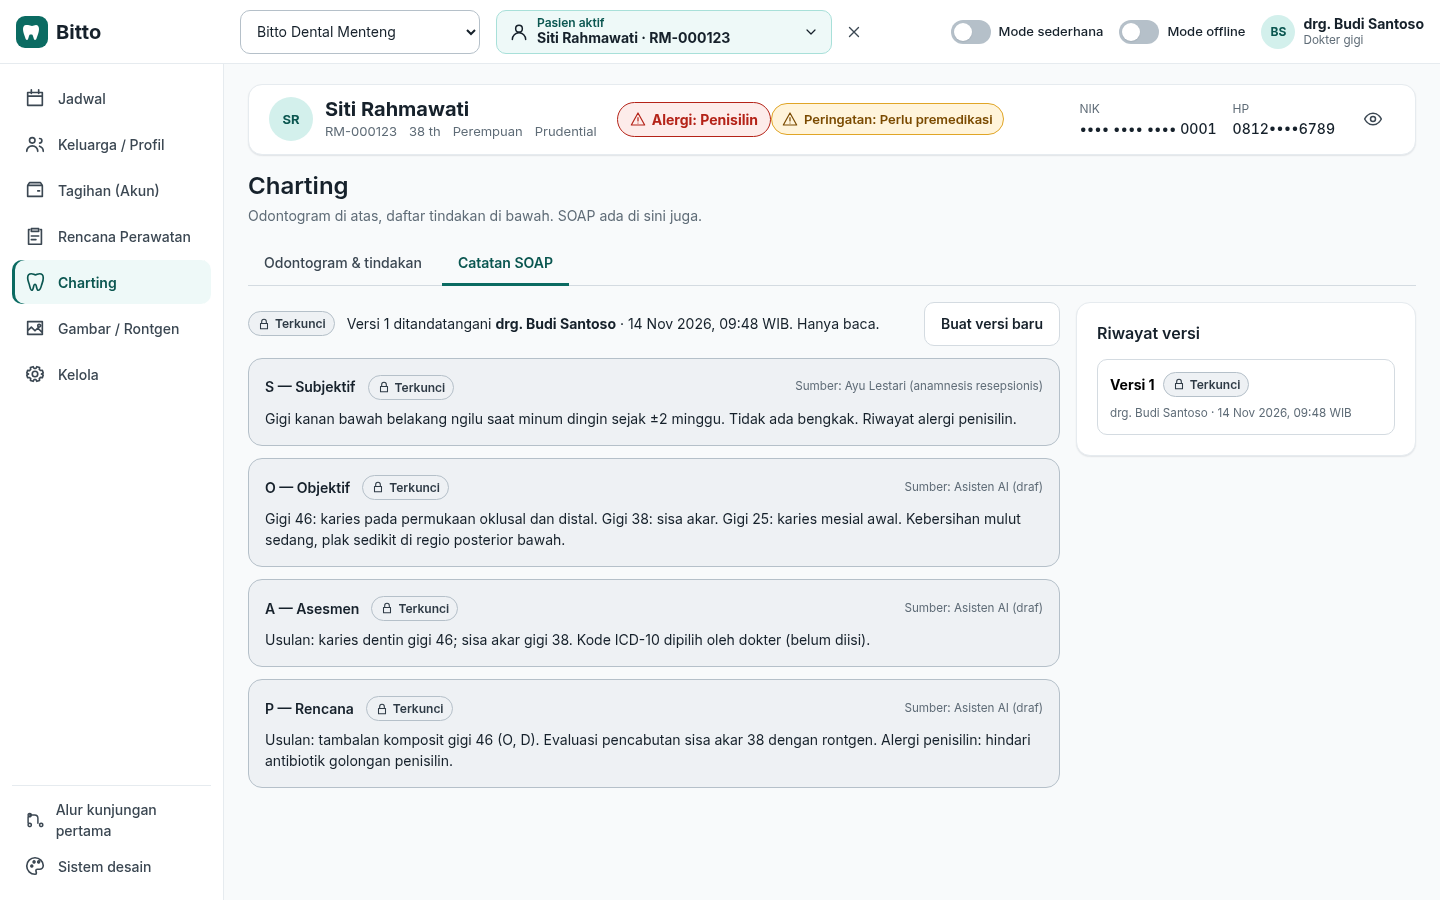 Bitto
Bitto Dental Menteng
Pasien aktif
Siti Rahmawati · RM-000123
Mode sederhana
Mode offline
BS
drg. Budi Santoso
Dokter gigi
Jadwal
Keluarga / Profil
Tagihan (Akun)
Rencana Perawatan
Charting
Gambar / Rontgen
Kelola
Alur kunjungan
pertama
Sistem desain
SR
Siti Rahmawati
RM-000123 38 th Perempuan Prudential
Alergi: Penisilin
Peringatan: Perlu premedikasi
NIK
•••• •••• •••• 0001
HP
0812••••6789
Charting
Odontogram di atas, daftar tindakan di bawah. SOAP ada di sini juga.
Odontogram & tindakan
Catatan SOAP
Terkunci
Versi 1 ditandatangani drg. Budi Santoso · 14 Nov 2026, 09:48 WIB. Hanya baca.
Buat versi baru
S — Subjektif
Terkunci
Sumber: Ayu Lestari (anamnesis resepsionis)
Gigi kanan bawah belakang ngilu saat minum dingin sejak ±2 minggu. Tidak ada bengkak. Riwayat alergi penisilin.
O — Objektif
Terkunci
Sumber: Asisten AI (draf)
Gigi 46: karies pada permukaan oklusal dan distal. Gigi 38: sisa akar. Gigi 25: karies mesial awal. Kebersihan mulut
sedang, plak sedikit di regio posterior bawah.
A — Asesmen
Terkunci
Sumber: Asisten AI (draf)
Usulan: karies dentin gigi 46; sisa akar gigi 38. Kode ICD-10 dipilih oleh dokter (belum diisi).
P — Rencana
Terkunci
Sumber: Asisten AI (draf)
Usulan: tambalan komposit gigi 46 (O, D). Evaluasi pencabutan sisa akar 38 dengan rontgen. Alergi penisilin: hindari
antibiotik golongan penisilin.
Riwayat versi
Versi 1
Terkunci
drg. Budi Santoso · 14 Nov 2026, 09:48 WIB